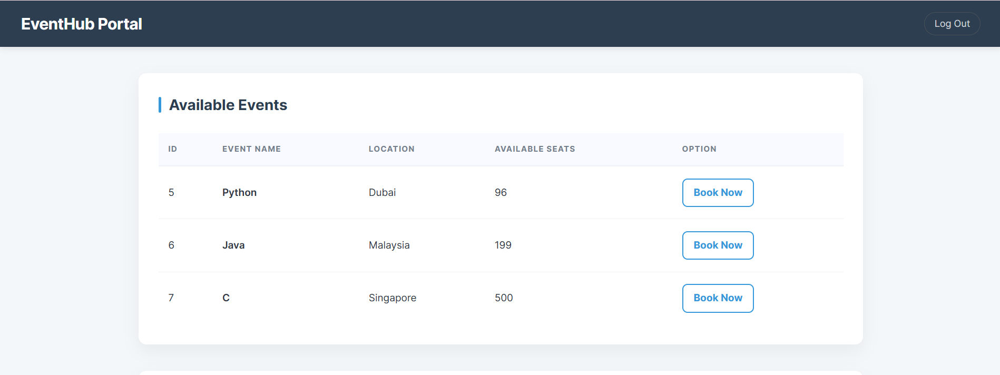 EventHub Portal
Log Out
Available Events
ID EVENT NAME LOCATION AVAILABLE SEATS OPTION
5 Python Dubai 96 Book Now
6 Java Malaysia 199 Book Now
7 C Singapore 500 Book Now